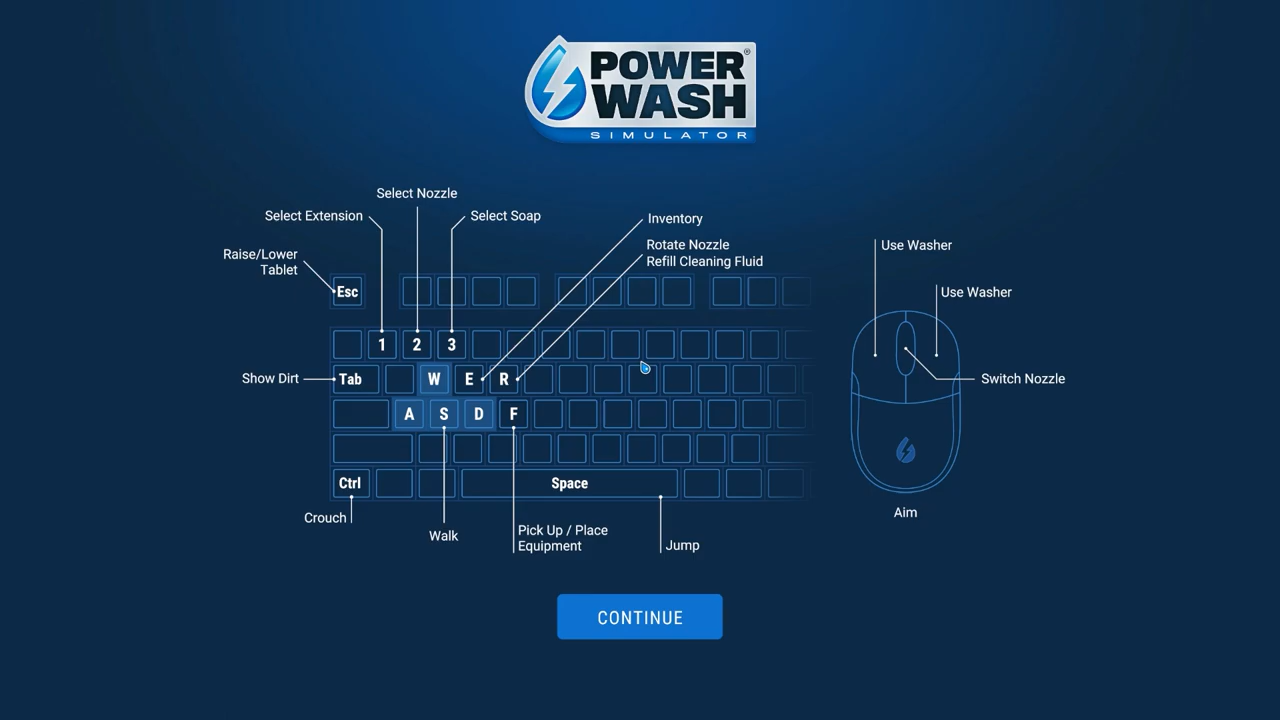 POWER®
WASH
SIMULATOR
Select Nozzle
Select Extension
Select Soap
Inventory
Raise/Lower
Tablet
Rotate Nozzle
Refill Cleaning Fluid
Use Washer
Use Washer
Esc
1 2 3
Show Dirt
Tab W E R
Switch Nozzle
A S D F
Ctrl Space
Crouch
Walk
Pick Up / Place
Equipment
Jump
Aim
CONTINUE